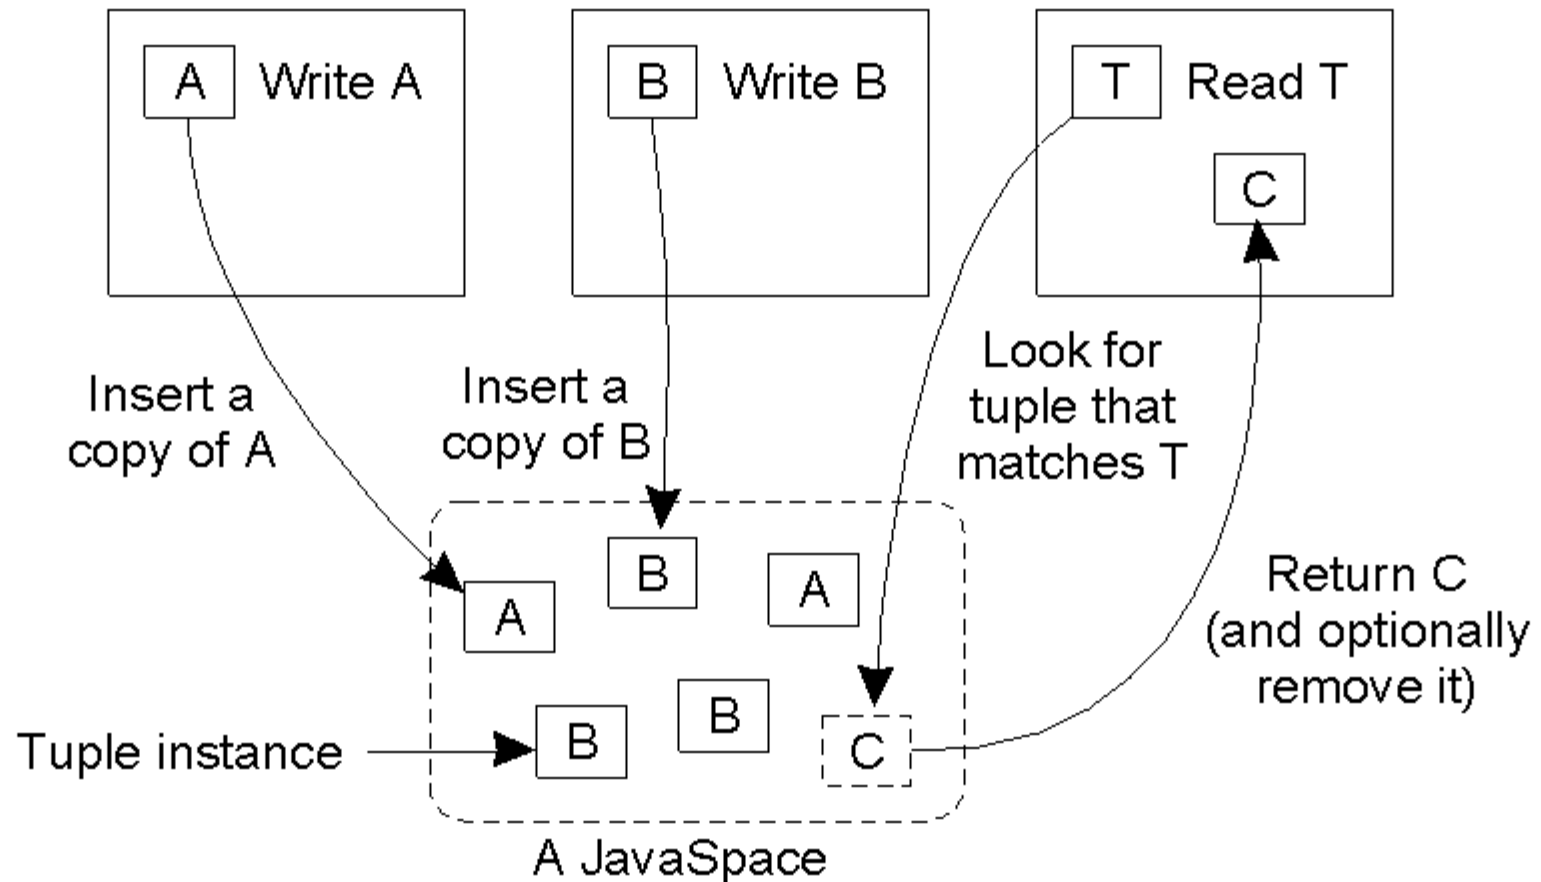 A Write A
B Write B
T Read T
C
Insert a
copy of A
Insert a
copy of B
Look for
tuple that
matches T
B
A
A
Return C
(and optionally
remove it)
B
B
C
Tuple instance
A JavaSpace